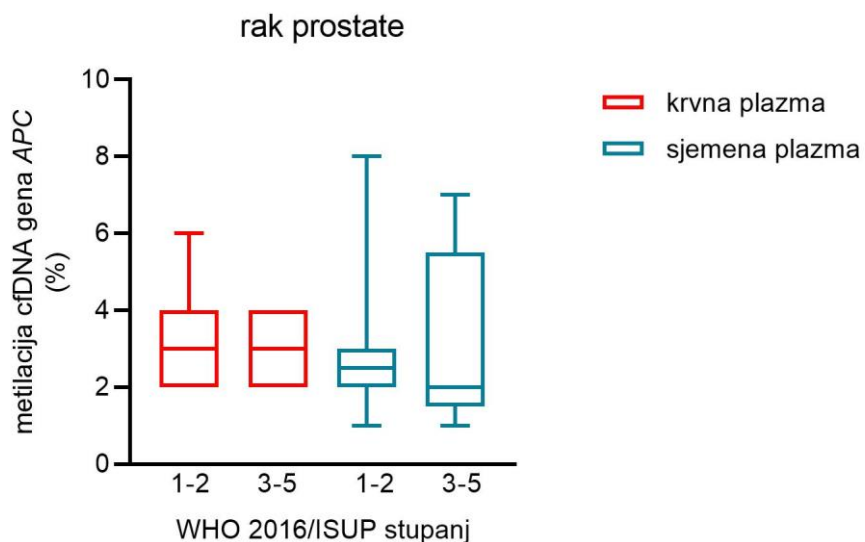 rak prostate
10
8
6
4
2
0
metilacija cfDNA gena APC
(%)
1-2 3-5 1-2 3-5
WHO 2016/ISUP stupanj
krvna plazma
sjemena plazma